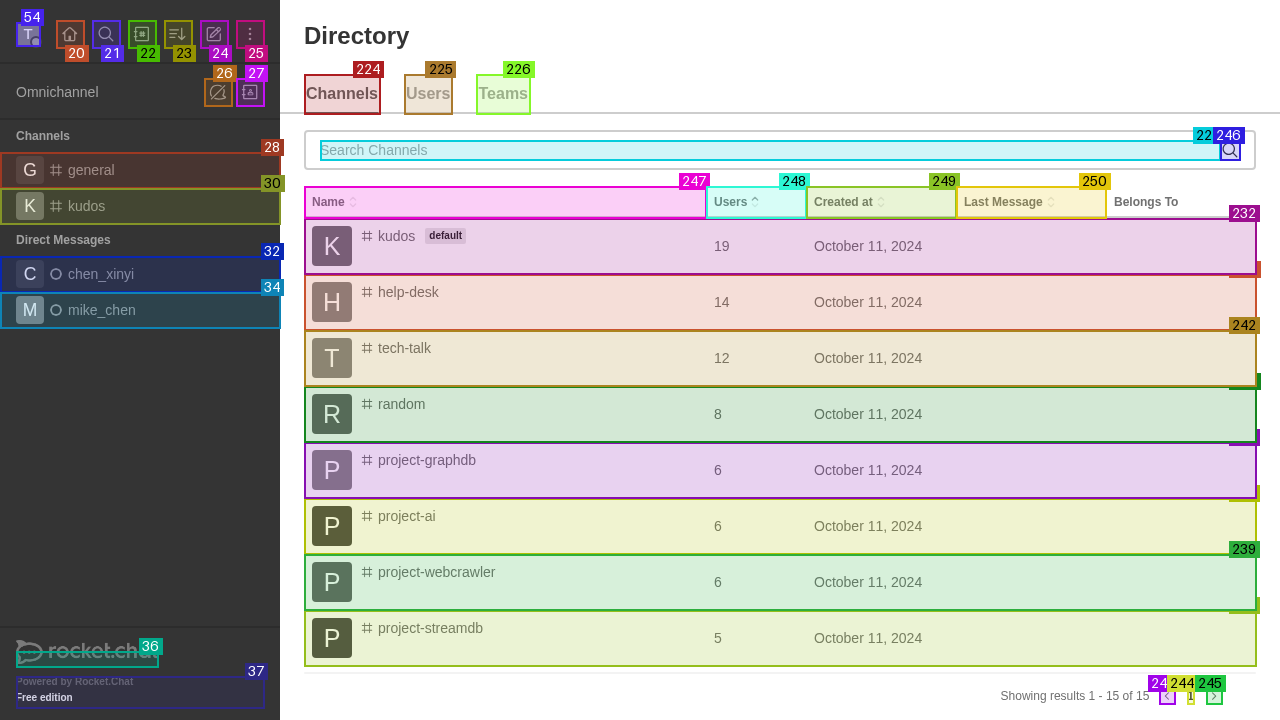 54
T
20 21 22 23 24 25
Omnichannel
26 27
Channels
28
G general
30
K kudos
Direct Messages
32
C chen_xinyi
34
M mike_chen
36
rocket.chat
37
Powered by Rocket.Chat
Free edition
Directory
224 225 226
Channels Users Teams
22 246
Search Channels
247 248 249 250
Name Users Created at Last Message Belongs To
232
K kudos default 19 October 11, 2024
H help-desk 14 October 11, 2024
242
T tech-talk 12 October 11, 2024
R random 8 October 11, 2024
P project-graphdb 6 October 11, 2024
P project-ai 6 October 11, 2024
239
P project-webcrawler 6 October 11, 2024
P project-streamdb 5 October 11, 2024
24 244 245
Showing results 1 - 15 of 15 1